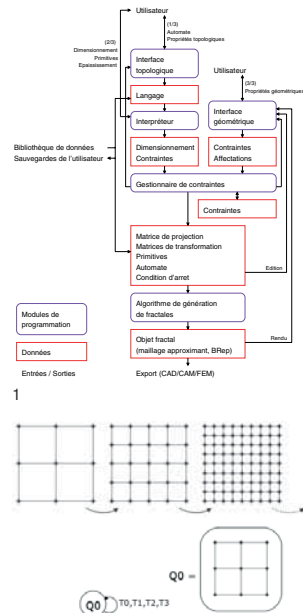 Utilisateur
(1/3)
Automate
Propriétés topologiques
(2/3)
Dimensionnement
Primitives
Epaississement
Interface
topologique
Utilisateur
(3/3)
Propriétés géométriques
Langage
Interpréteur
Interface
géométrique
Bibliothèque de données
Sauvegardes de l'utilisateur
Dimensionnement
Contraintes
Contraintes
Affectations
Gestionnaire de contraintes
Contraintes
Matrice de projection
Matrices de transformation
Primitives
Automate
Condition d'arret
Edition
Modules de
programmation
Algorithme de génération
de fractales
Données
Objet fractal
(maillage approximant, BRep)
Rendu
Entrées / Sorties
Export (CAD/CAM/FEM)
1
Q0 =
Q0
T0,T1,T2,T3